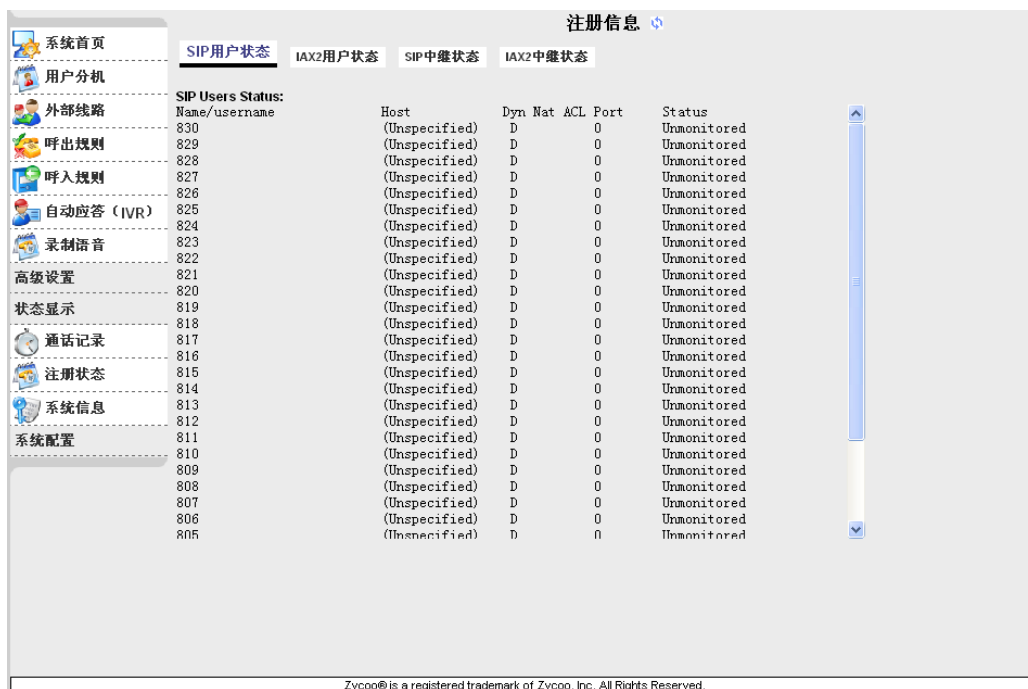 注册信息
系统首页
用户分机
外部线路
呼出规则
呼入规则
自动应答（IVR）
录制语音
高级设置
状态显示
通话记录
注册状态
系统信息
系统配置
SIP用户状态 IAX2用户状态 SIP中继状态 IAX2中继状态
SIP Users Status:
Name/username Host Dyn Nat ACL Port Status
830 (Unspecified) D 0 Unmonitored
829 (Unspecified) D 0 Unmonitored
828 (Unspecified) D 0 Unmonitored
827 (Unspecified) D 0 Unmonitored
826 (Unspecified) D 0 Unmonitored
825 (Unspecified) D 0 Unmonitored
824 (Unspecified) D 0 Unmonitored
823 (Unspecified) D 0 Unmonitored
822 (Unspecified) D 0 Unmonitored
821 (Unspecified) D 0 Unmonitored
820 (Unspecified) D 0 Unmonitored
819 (Unspecified) D 0 Unmonitored
818 (Unspecified) D 0 Unmonitored
817 (Unspecified) D 0 Unmonitored
816 (Unspecified) D 0 Unmonitored
815 (Unspecified) D 0 Unmonitored
814 (Unspecified) D 0 Unmonitored
813 (Unspecified) D 0 Unmonitored
812 (Unspecified) D 0 Unmonitored
811 (Unspecified) D 0 Unmonitored
810 (Unspecified) D 0 Unmonitored
809 (Unspecified) D 0 Unmonitored
808 (Unspecified) D 0 Unmonitored
807 (Unspecified) D 0 Unmonitored
806 (Unspecified) D 0 Unmonitored
805 (Unspecified) D 0 Unmonitored
Zycoo® is a registered trademark of Zycoo, Inc. All Rights Reserved.